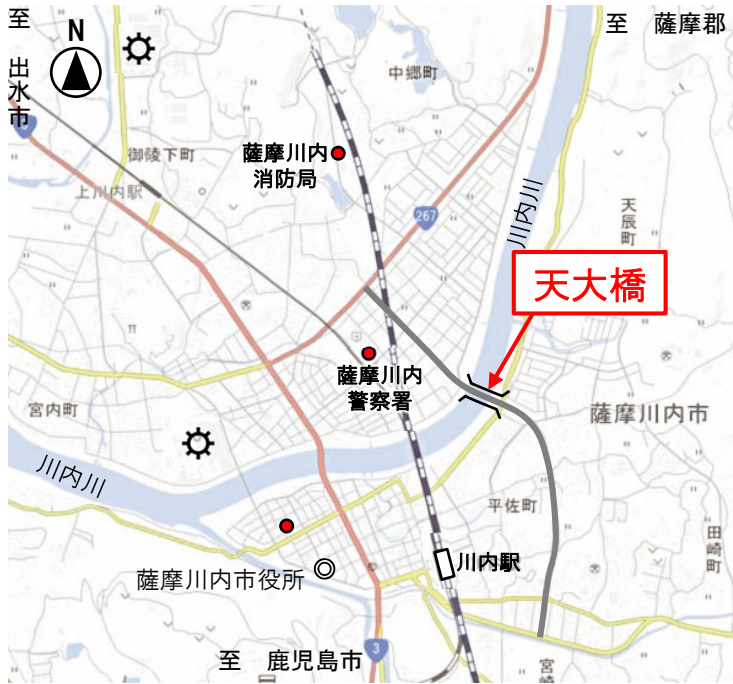 至　薩摩郡
至
出水市
N
中郷町
御陵下町
上川内駅
薩摩川内
消防局
267
川内川
天辰町
天大橋
3
薩摩川内
警察署
宮内町
薩摩川内市
川内川
平佐町
田崎町
川内駅
薩摩川内市役所
至　鹿児島市
3
宮崎